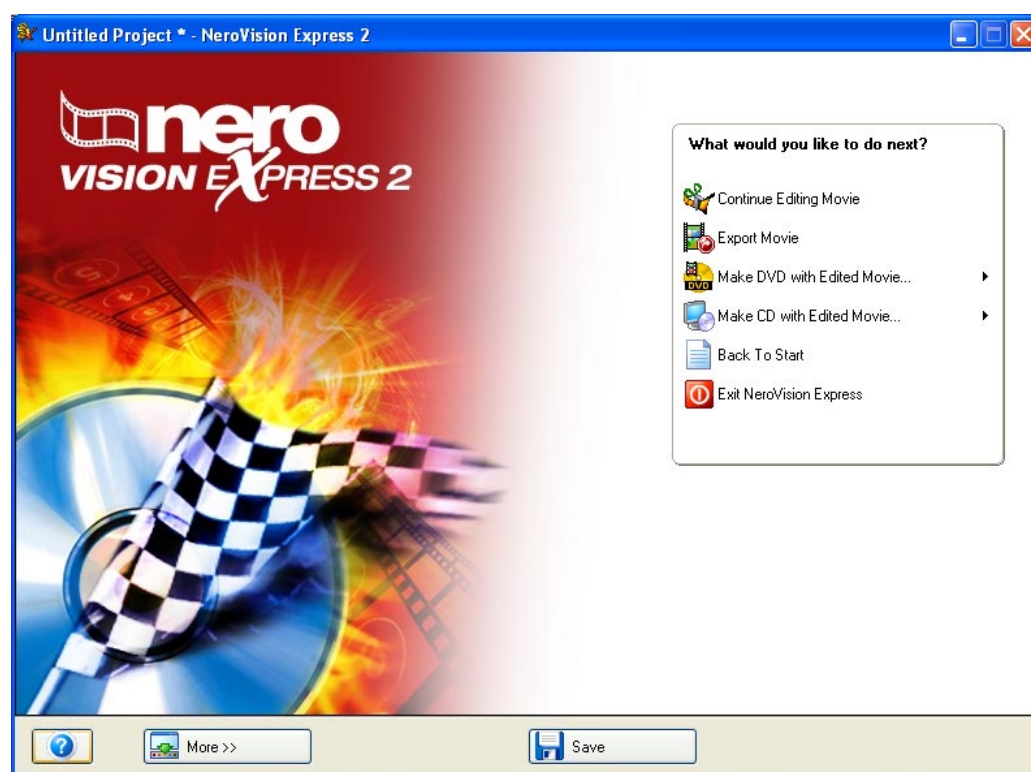 Untitled Project * - NeroVision Express 2
nero
VISION EXPRESS 2
What would you like to do next?
Continue Editing Movie
Export Movie
DVD
Make DVD with Edited Movie...
Make CD with Edited Movie...
Back To Start
Exit NeroVision Express
More >>
Save